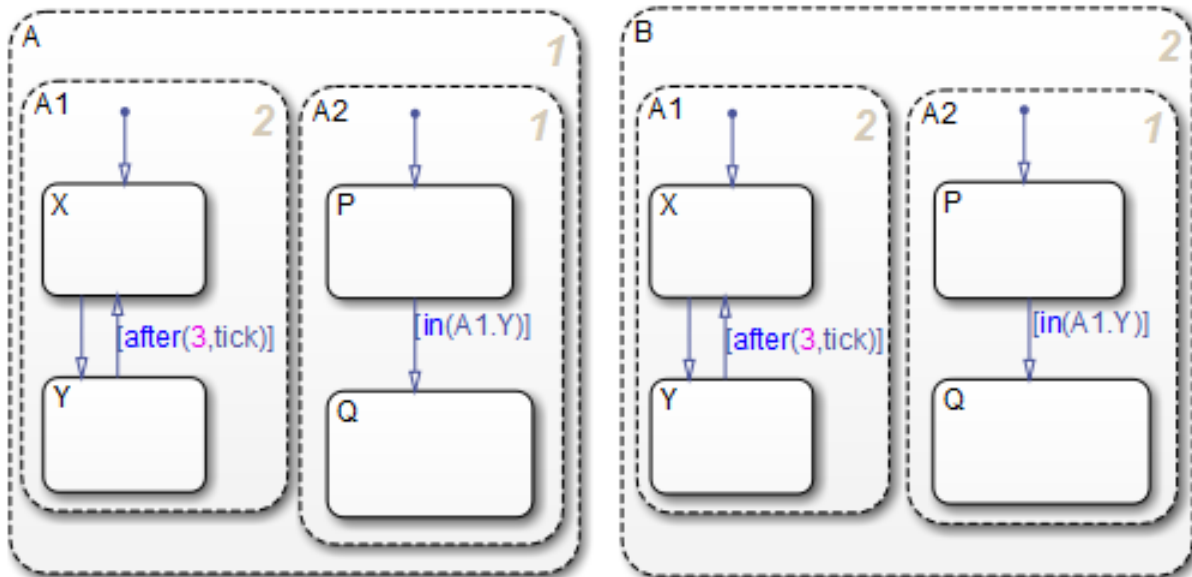 A
1
A1
2
X
[after(3,tick)]
Y
A2
1
P
[in(A1.Y)]
Q
B
2
A1
2
X
[after(3,tick)]
Y
A2
1
P
[in(A1.Y)]
Q